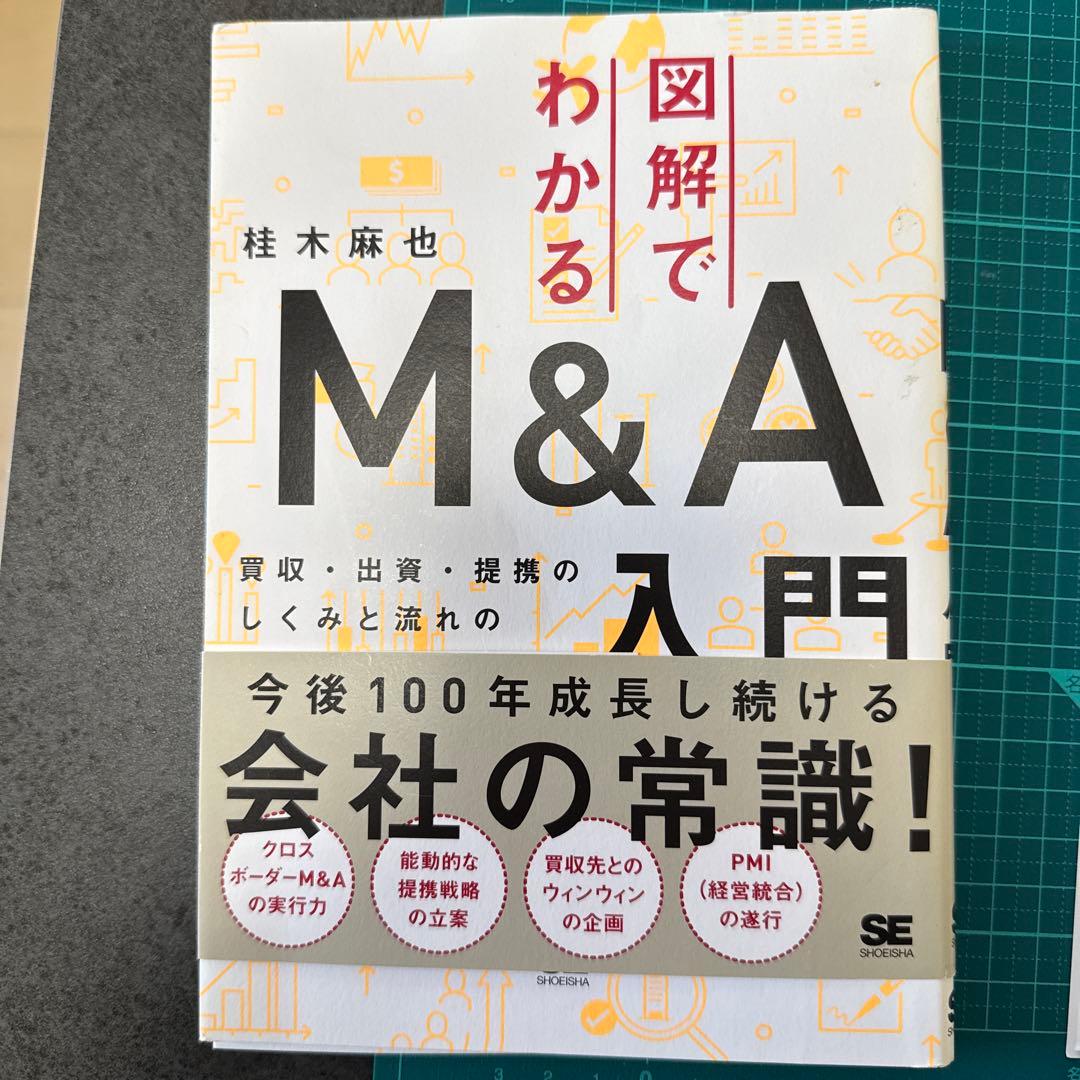 図解で
わかる
桂木麻也
M&A
入門
買収・出資・提携の
しくみと流れの
今後100年成長し続ける
会社の常識!
クロス
ボーダーM&A
の実行力
能動的な
提携戦略
の立案
買収先との
ウィンウィン
の企画
PMI
(経営統合)
の遂行
SE
SHOEISHA
SHOEISHA
3 2 1 0